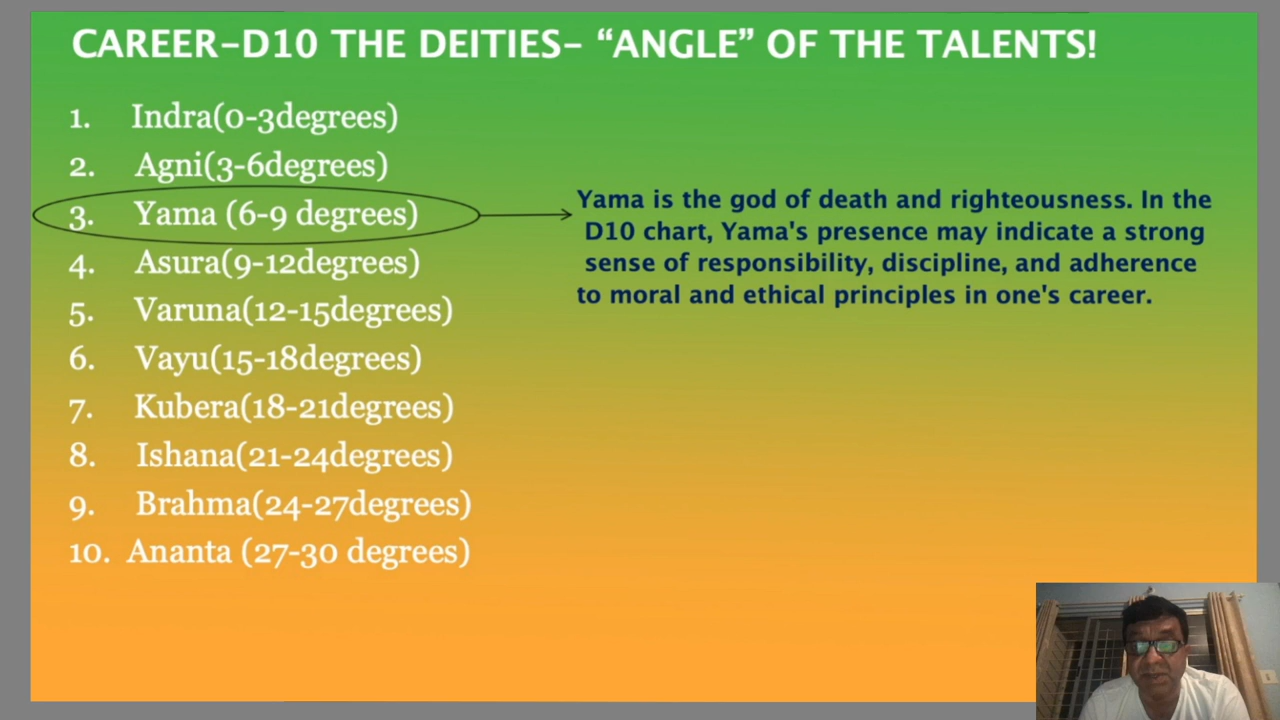 CAREER–D10 THE DEITIES– “ANGLE” OF THE TALENTS!
1. Indra(0-3degrees)
2. Agni(3-6degrees)
3. Yama (6-9 degrees)
4. Asura(9-12degrees)
5. Varuna(12-15degrees)
6. Vayu(15-18degrees)
7. Kubera(18-21degrees)
8. Ishana(21-24degrees)
9. Brahma(24-27degrees)
10. Ananta (27-30 degrees)
Yama is the god of death and righteousness. In the
D10 chart, Yama's presence may indicate a strong
sense of responsibility, discipline, and adherence
to moral and ethical principles in one's career.